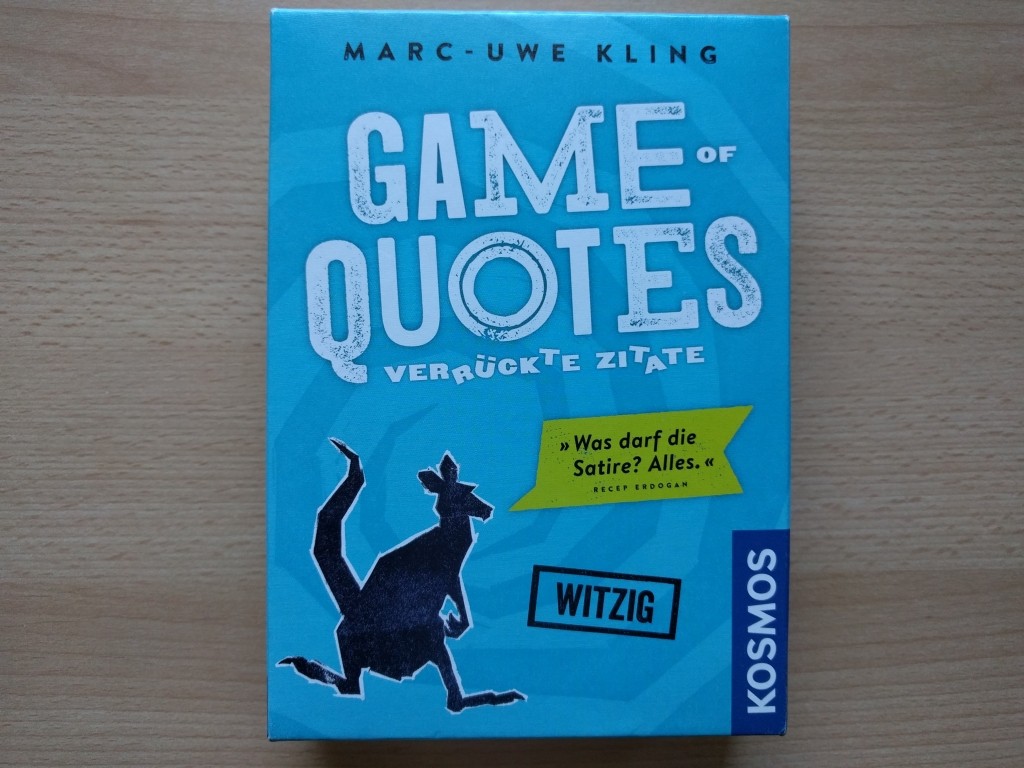 MARC-UWE KLING
GAME OF
QUOTES
VERRÜCKTE ZITATE
»Was darf die
Satire? Alles.«
RECEP ERDOGAN
WITZIG
KOSMOS